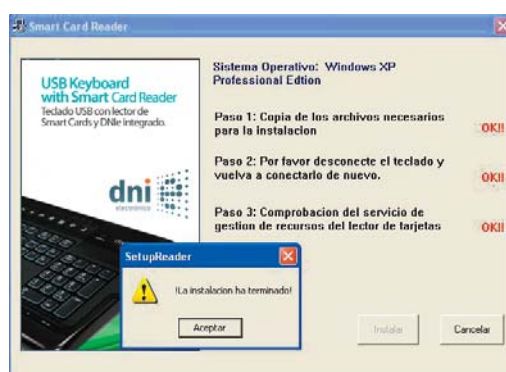 Smart Card Reader
USB Keyboard
with Smart Card Reader
Teclado USB con lector de
Smart Cards y DNIe integrado.
dni
electrónico
Sistema Operativo: Windows XP
Professional Edtion
Paso 1: Copia de los archivos necesarios
para la instalacion
OK!!
Paso 2: Por favor desconecte el teclado y
vuelva a conectarlo de nuevo.
OK!!
Paso 3: Comprobacion del servicio de
gestion de recursos del lector de tarjetas
OK!!
SetupReader
!La instalacion ha terminado!
Aceptar
Instalar
Cancelar